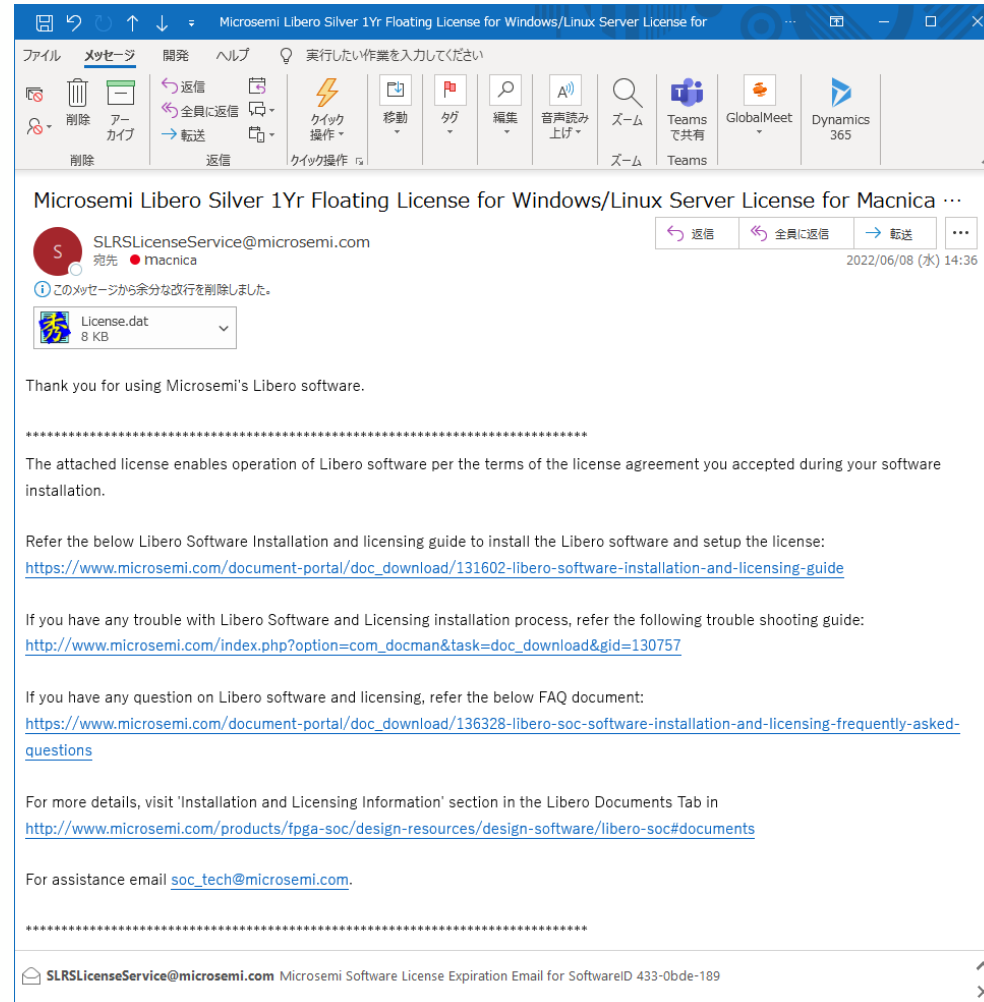 Microsemi Libero Silver 1Yr Floating License for Windows/Linux Server License for ...
ファイル メッセージ 開発 ヘルプ 実行したい作業を入力してください
削除 アーカイブ 返信 全員に返信 転送 クイック操作 移動 タグ 編集 音声読み上げ ズーム Teams で共有 GlobalMeet Dynamics 365
削除 返信 クイック操作 ズーム Teams
Microsemi Libero Silver 1Yr Floating License for Windows/Linux Server License for Macnica ...
S
SLRSLicenseService@microsemi.com
返信 全員に返信 転送 ...
宛先 macnica
2022/06/08 (水) 14:36
このメッセージから余分な改行を削除しました。
秀
License.dat
8 KB
Thank you for using Microsemi's Libero software.
********************************************************************************
The attached license enables operation of Libero software per the terms of the license agreement you accepted during your software
installation.
Refer the below Libero Software Installation and licensing guide to install the Libero software and setup the license:
https://www.microsemi.com/document-portal/doc_download/131602-libero-software-installation-and-licensing-guide
If you have any trouble with Libero Software and Licensing installation process, refer the following trouble shooting guide:
http://www.microsemi.com/index.php?option=com_docman&task=doc_download&gid=130757
If you have any question on Libero software and licensing, refer the below FAQ document:
https://www.microsemi.com/document-portal/doc_download/136328-libero-soc-software-installation-and-licensing-frequently-asked-
questions
For more details, visit 'Installation and Licensing Information' section in the Libero Documents Tab in
http://www.microsemi.com/products/fpga-soc/design-resources/design-software/libero-soc#documents
For assistance email soc_tech@microsemi.com.
********************************************************************************
SLRSLicenseService@microsemi.com Microsemi Software License Expiration Email for SoftwareID 433-0bde-189